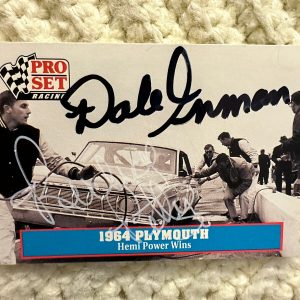 PRO
SET
RACING
Dale Inman
1964 PLYMOUTH
Hemi Power Wins